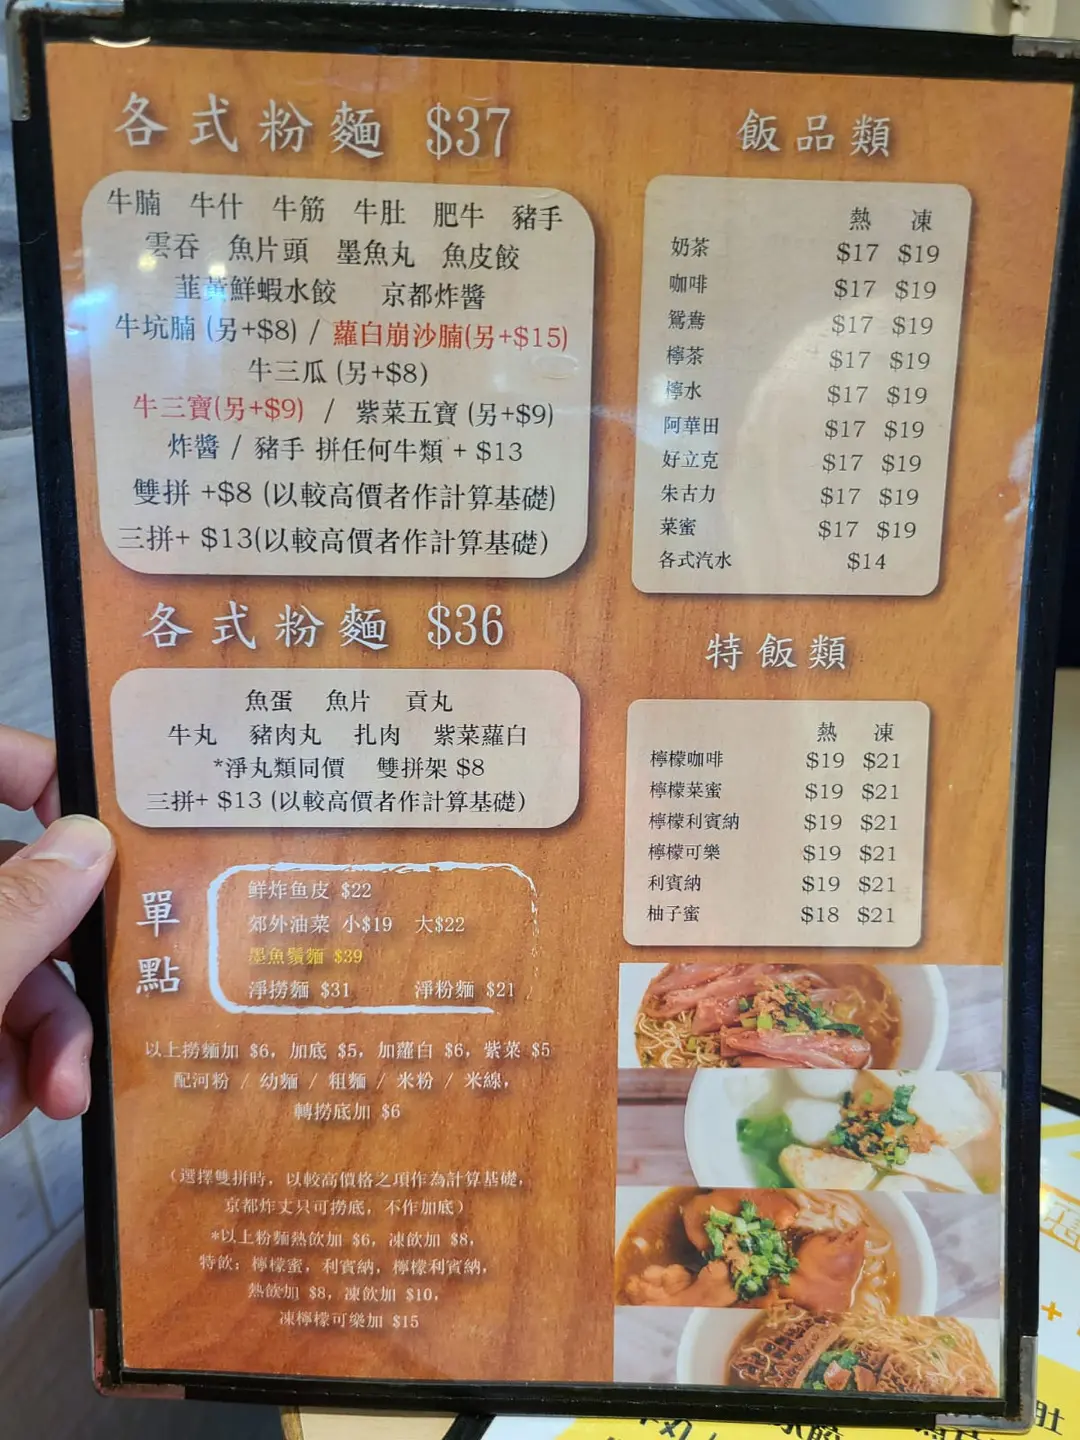 各式粉麵 $37
牛腩 牛什 牛筋 牛肚 肥牛 豬手
雲吞 魚片頭 墨魚丸 魚皮餃
韮黃鮮蝦水餃 京都炸醬
牛坑腩 (另+$8) / 蘿白崩沙腩(另+$15)
牛三瓜 (另+$8)
牛三寶(另+$9) / 紫菜五寶 (另+$9)
炸醬 / 豬手 拼任何牛類 + $13
雙拼 +$8 (以較高價者作計算基礎)
三拼+ $13(以較高價者作計算基礎)
各式粉麵 $36
魚蛋 魚片 貢丸
牛丸 豬肉丸 扎肉 紫菜蘿白
*淨丸類同價 雙拼架 $8
三拼+ $13 (以較高價者作計算基礎)
單點
鮮炸鱼皮 $22
郊外油菜 小$19 大$22
墨魚鬚麵 $39
淨撈麵 $31 淨粉麵 $21
以上撈麵加 $6，加底 $5，加蘿白 $6，紫菜 $5
配河粉 / 幼麵 / 粗麵 / 米粉 / 米線，
轉撈底加 $6
（選擇雙拼時，以較高價格之項作為計算基礎，
京都炸丈只可撈底，不作加底）
*以上粉麵熱飲加 $6，凍飲加 $8，
特飲：檸檬蜜，利賓納，檸檬利賓納，
熱飲加 $8，凍飲加 $10，
凍檸檬可樂加 $15
飯品類
熱 凍
奶茶 $17 $19
咖啡 $17 $19
鴛鴦 $17 $19
檸茶 $17 $19
檸水 $17 $19
阿華田 $17 $19
好立克 $17 $19
朱古力 $17 $19
菜蜜 $17 $19
各式汽水 $14
特飯類
熱 凍
檸檬咖啡 $19 $21
檸檬菜蜜 $19 $21
檸檬利賓納 $19 $21
檸檬可樂 $19 $21
利賓納 $19 $21
柚子蜜 $18 $21
肚